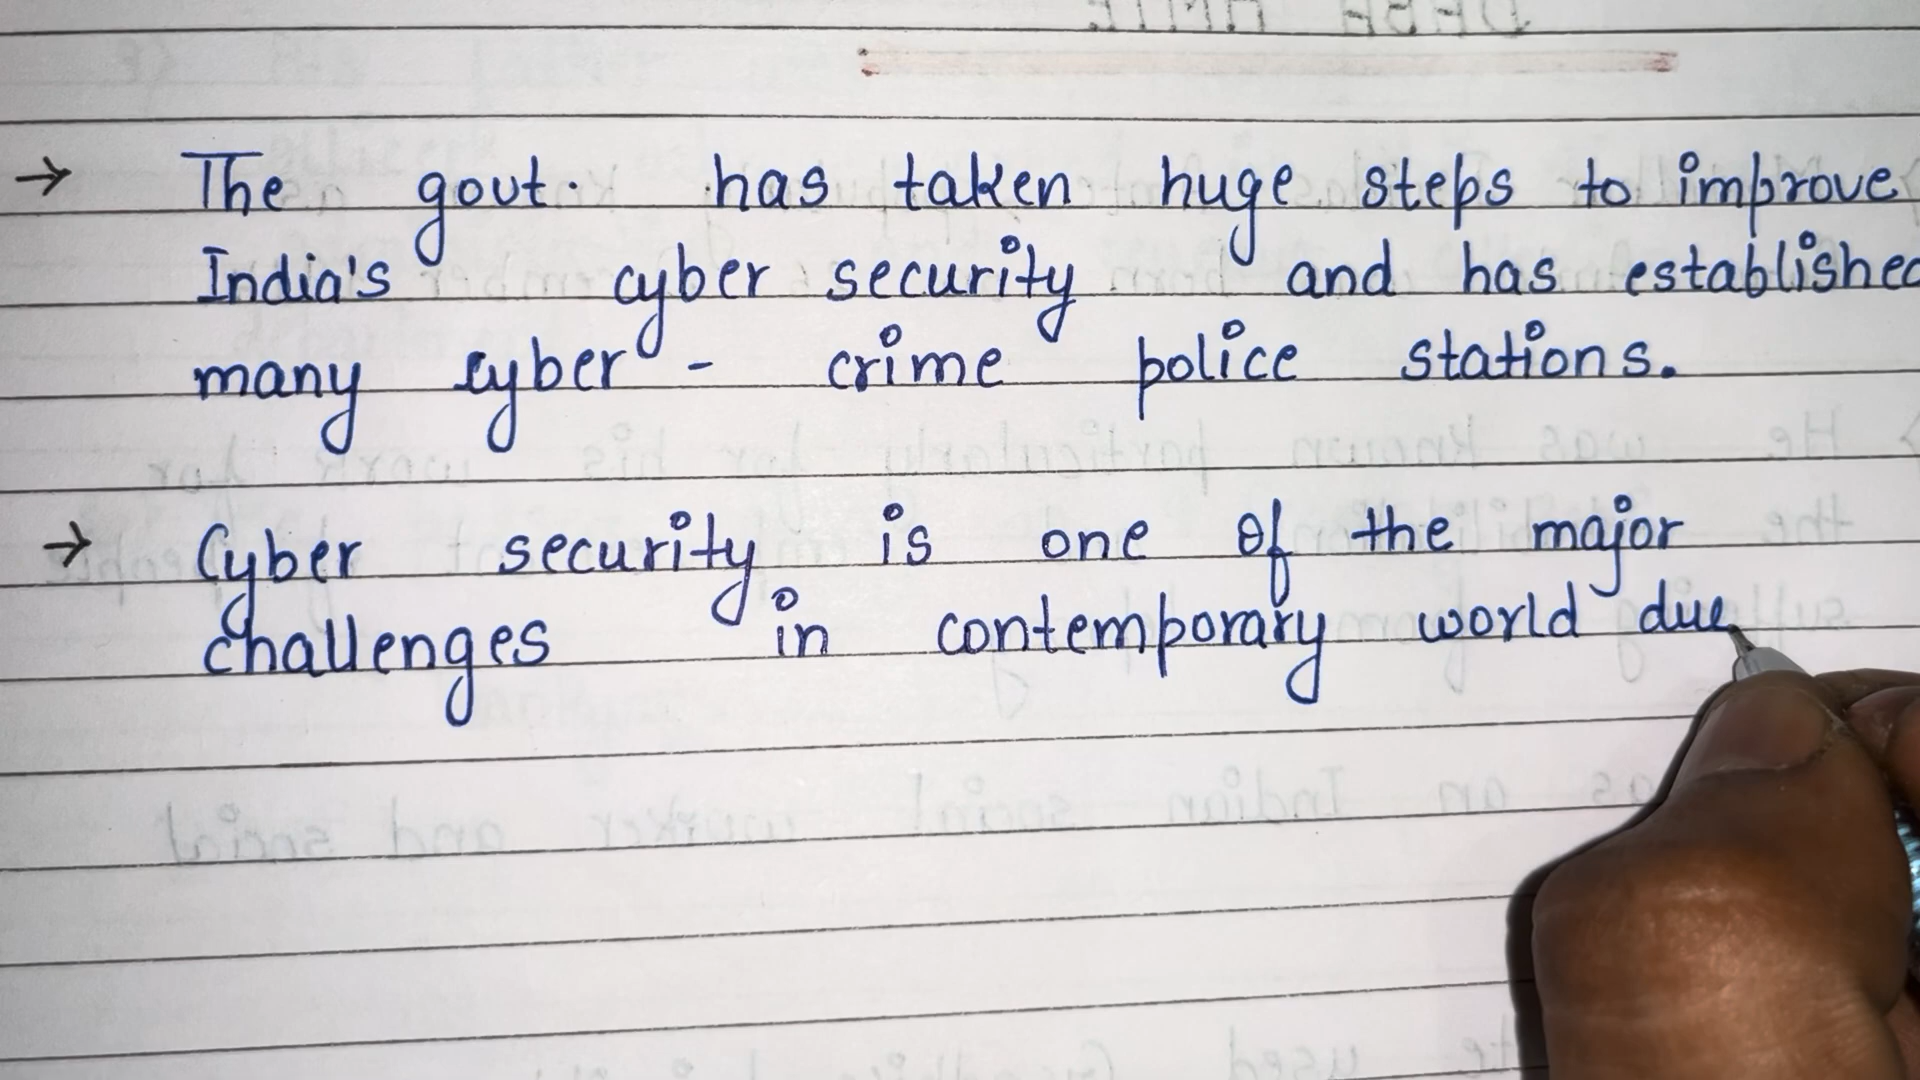 → The govt. has taken huge steps to improve
India's cyber security and has established
many cyber - crime police stations.
→ Cyber security is one of the major
challenges in contemporary world due